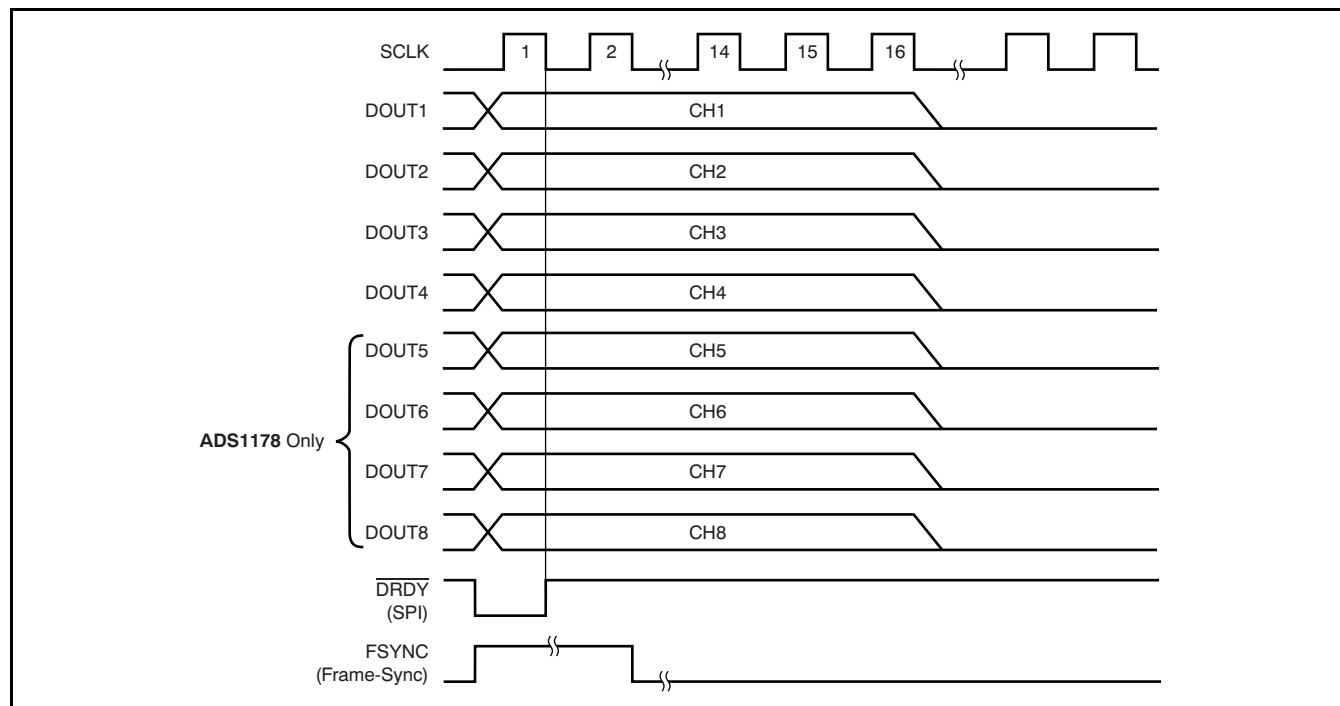 SCLK
1 2 14 15 16
DOUT1 CH1
DOUT2 CH2
DOUT3 CH3
DOUT4 CH4
DOUT5 CH5
DOUT6 CH6
ADS1178 Only
DOUT7 CH7
DOUT8 CH8
DRDY
(SPI)
FSYNC
(Frame-Sync)